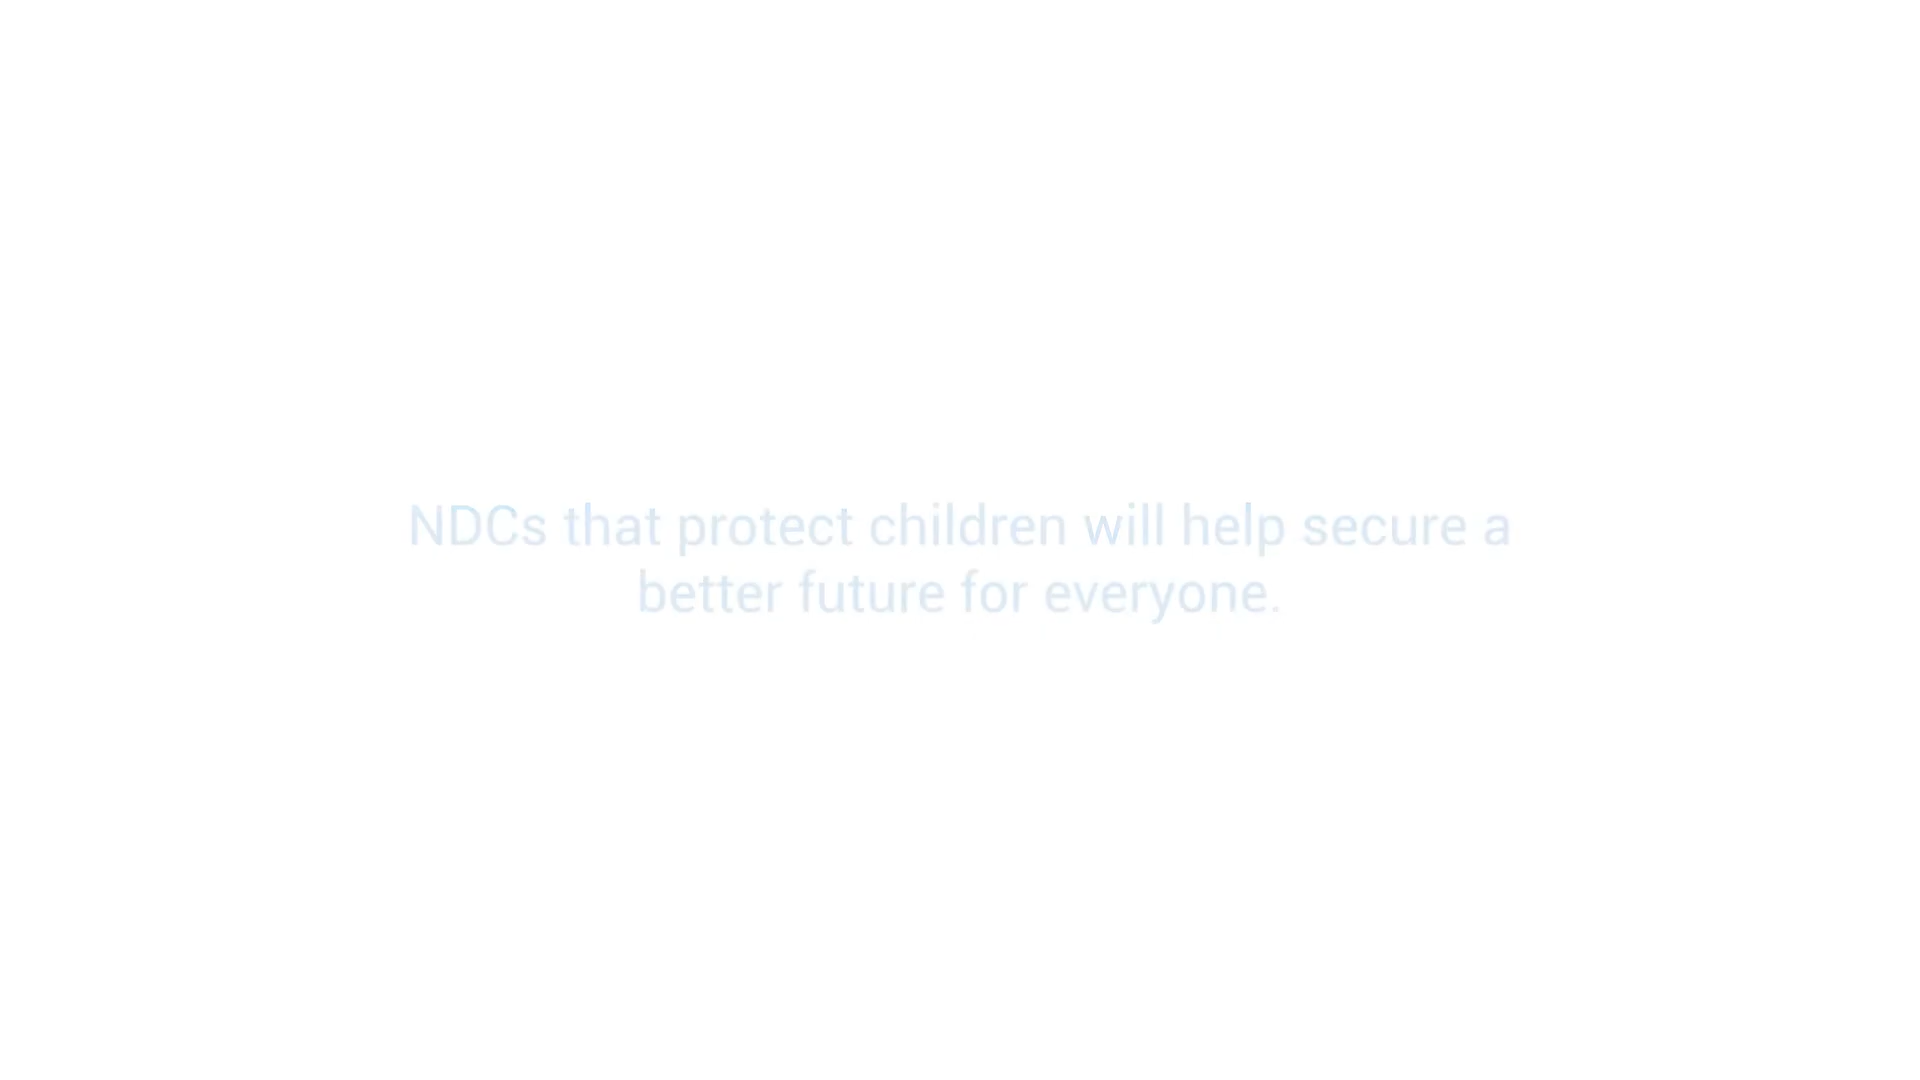 NDCs that protect children will help secure a
better future for everyone.